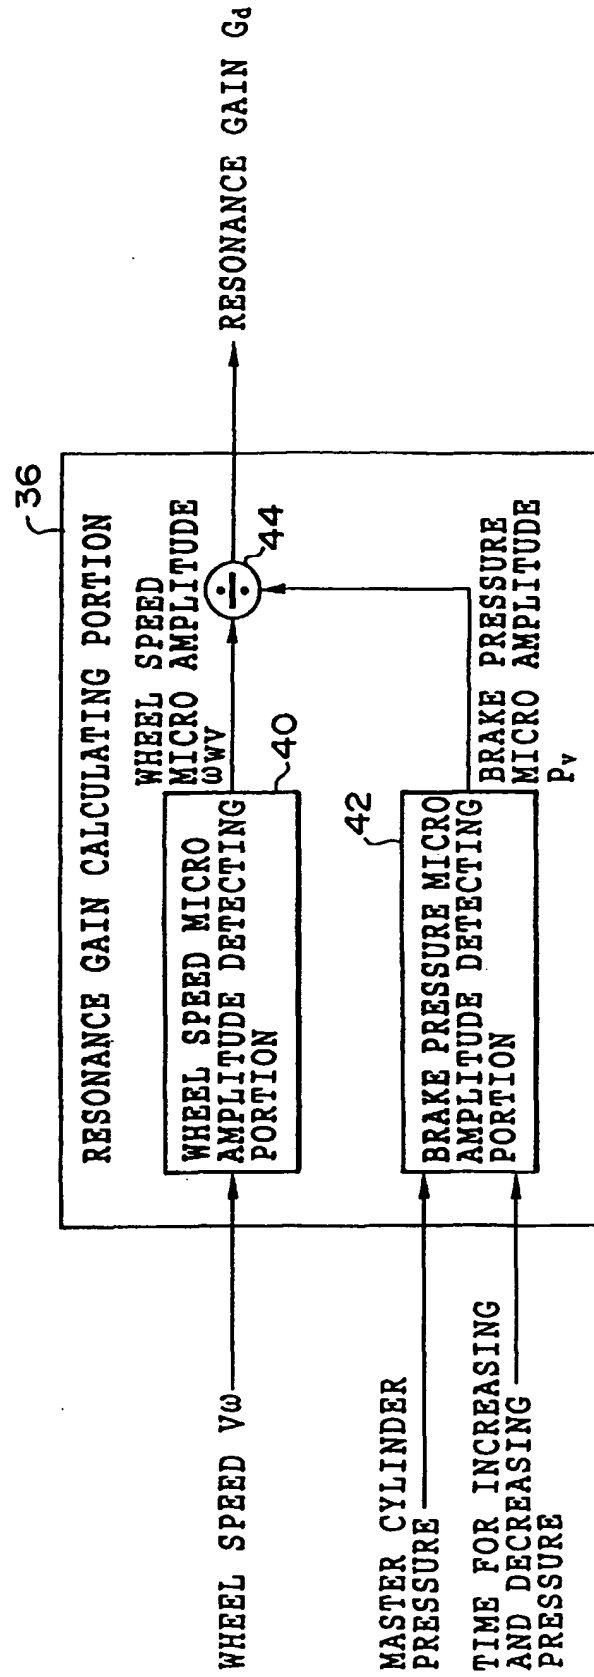 36
RESONANCE GAIN CALCULATING PORTION
WHEEL SPEED Vω
WHEEL SPEED MICRO
AMPLITUDE DETECTING
PORTION
40
WHEEL SPEED
MICRO AMPLITUDE
ωWV
÷
44
RESONANCE GAIN Gd
MASTER CYLINDER
PRESSURE
TIME FOR INCREASING
AND DECREASING
PRESSURE
42
BRAKE PRESSURE MICRO
AMPLITUDE DETECTING
PORTION
BRAKE PRESSURE
MICRO AMPLITUDE
Pv